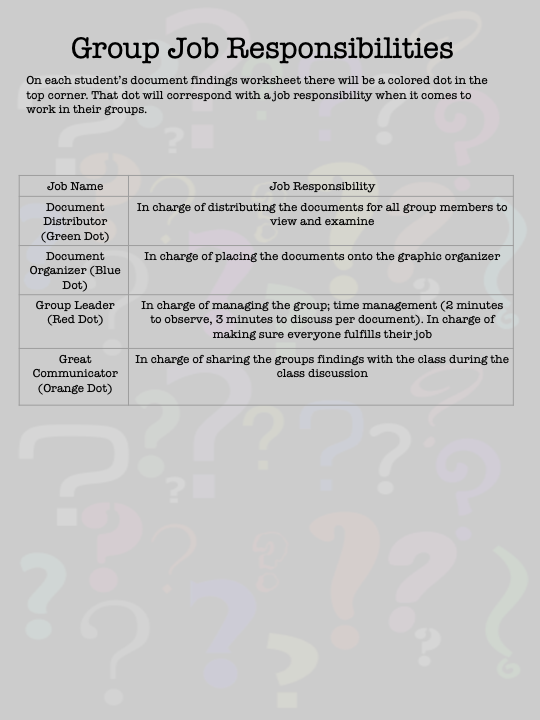 Group Job Responsibilities
On each student's document findings worksheet there will be a colored dot in the
top corner. That dot will correspond with a job responsibility when it comes to
work in their groups.
Job Name
Job Responsibility
Document
Distributor
(Green Dot)
In charge of distributing the documents for all group members to
view and examine
Document
Organizer (Blue
Dot)
In charge of placing the documents onto the graphic organizer
Group Leader
(Red Dot)
In charge of managing the group; time management (2 minutes
to observe, 3 minutes to discuss per document). In charge of
making sure everyone fulfills their job
Great
Communicator
(Orange Dot)
In charge of sharing the groups findings with the class during the
class discussion